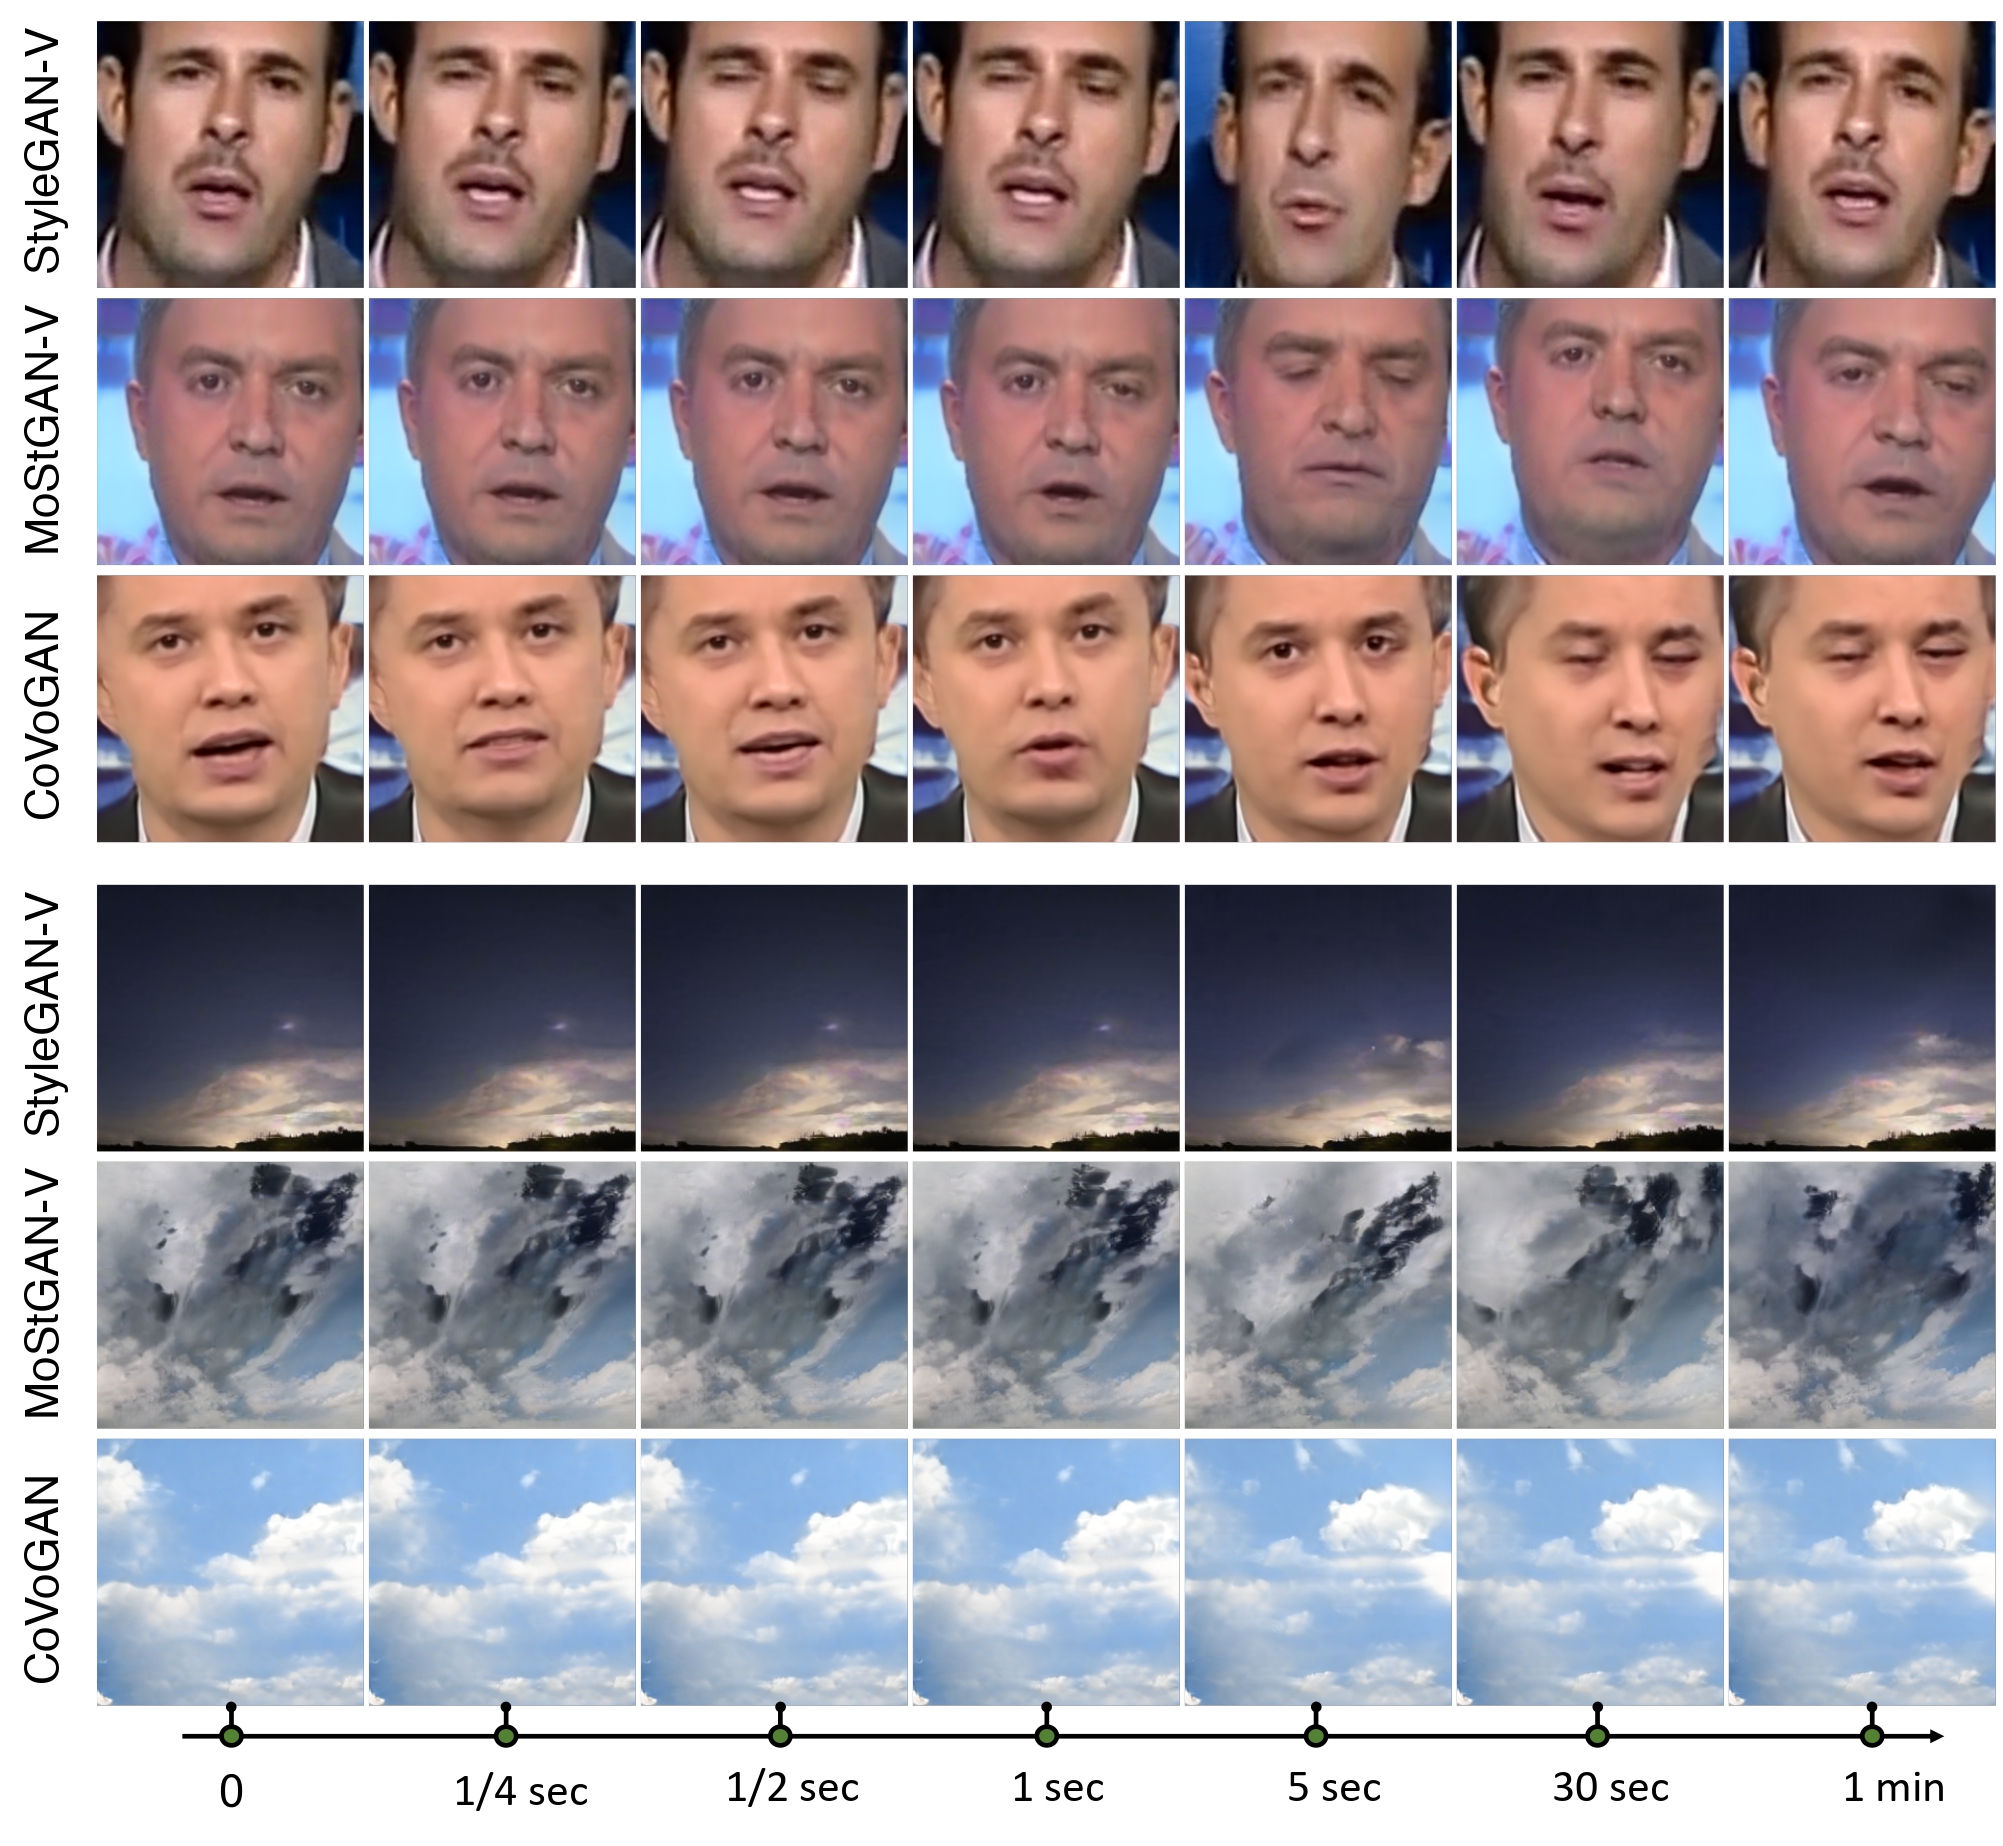 StyleGAN-V
MoStGAN-V
CoVoGAN
StyleGAN-V
MoStGAN-V
CoVoGAN
0 1/4 sec 1/2 sec 1 sec 5 sec 30 sec 1 min